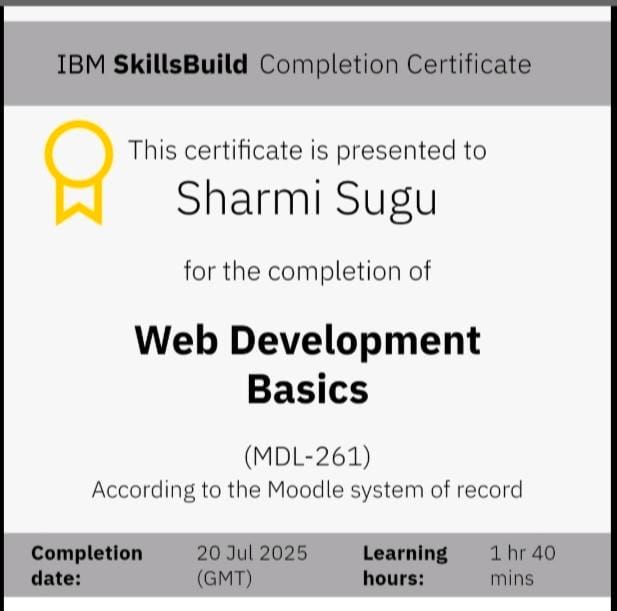 IBM SkillsBuild Completion Certificate
This certificate is presented to
Sharmi Sugu
for the completion of
Web Development
Basics
(MDL-261)
According to the Moodle system of record
Completion date: 20 Jul 2025 (GMT) Learning hours: 1 hr 40 mins